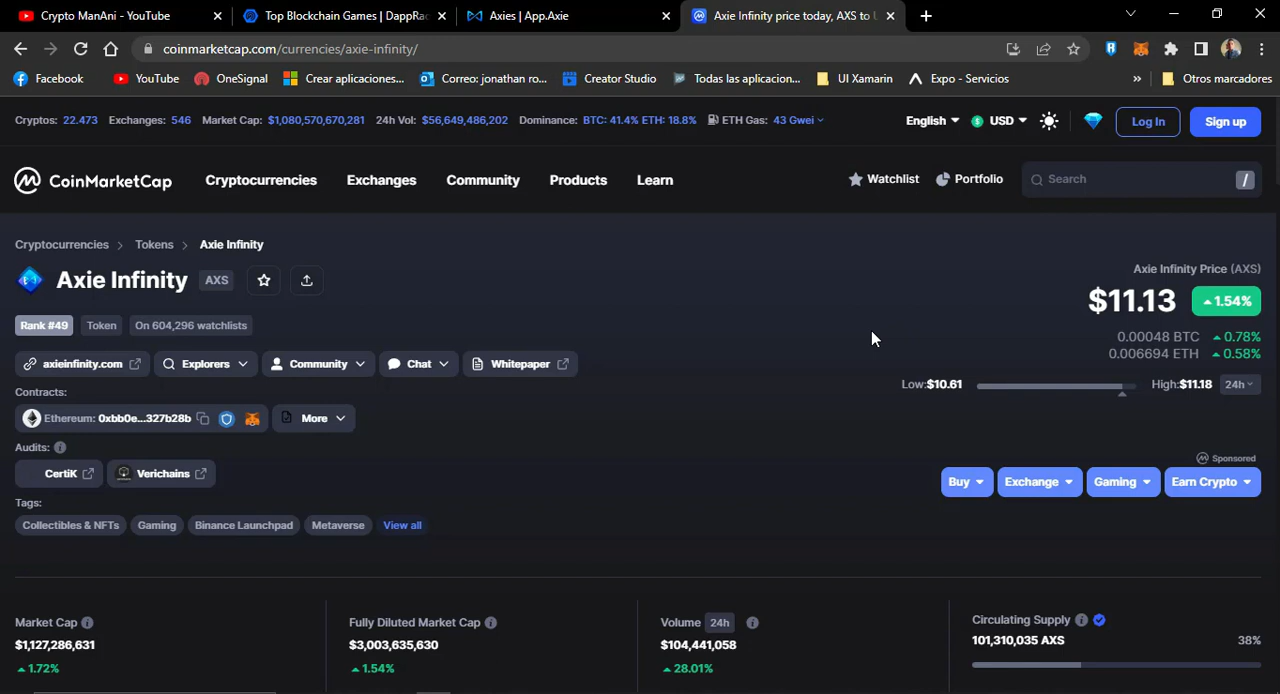 Crypto ManAni - YouTube
Top Blockchain Games | DappRa
Axies | App.Axie
Axie Infinity price today, AXS to U
coinmarketcap.com/currencies/axie-infinity/
Facebook YouTube OneSignal Crear aplicaciones... Correo: jonathan ro... Creator Studio Todas las aplicacion... UI Xamarin Expo - Servicios » Otros marcadores
Cryptos: 22.473 Exchanges: 546 Market Cap: $1,080,570,670,281 24h Vol: $56,649,486,202 Dominance: BTC: 41.4% ETH: 18.8% ETH Gas: 43 Gwei English USD Log In Sign up
CoinMarketCap Cryptocurrencies Exchanges Community Products Learn Watchlist Portfolio Search /
Cryptocurrencies > Tokens > Axie Infinity
Axie Infinity AXS
Axie Infinity Price (AXS)
$11.13 1.54%
Rank #49 Token On 604,296 watchlists
0.00048 BTC 0.78%
0.006694 ETH 0.58%
axieinfinity.com Explorers Community Chat Whitepaper
Low:$10.61 High:$11.18 24h
Contracts:
Ethereum: 0xbb0e...327b28b More
Audits:
Sponsored
CertiK Verichains
Buy Exchange Gaming Earn Crypto
Tags:
Collectibles & NFTs Gaming Binance Launchpad Metaverse View all
Market Cap
$1,127,286,631
1.72%
Fully Diluted Market Cap
$3,003,635,630
1.54%
Volume 24h
$104,441,058
28.01%
Circulating Supply
101,310,035 AXS 38%